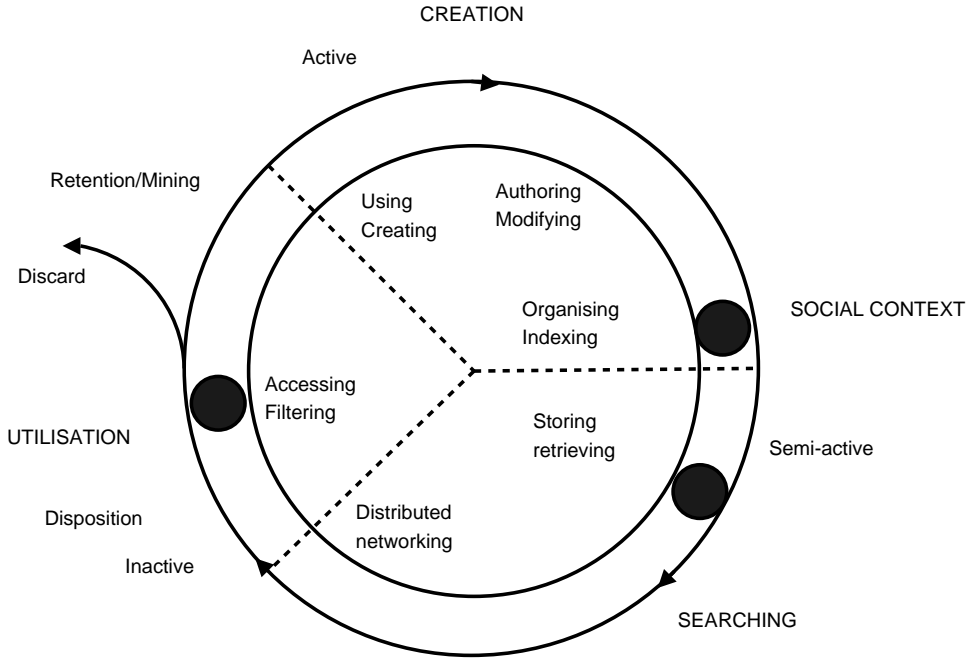 CREATION
Active
Retention/Mining
Using
Creating
Authoring
Modifying
Discard
Organising
Indexing
SOCIAL CONTEXT
Accessing
Filtering
Storing
retrieving
UTILISATION
Semi-active
Disposition
Distributed
networking
Inactive
SEARCHING